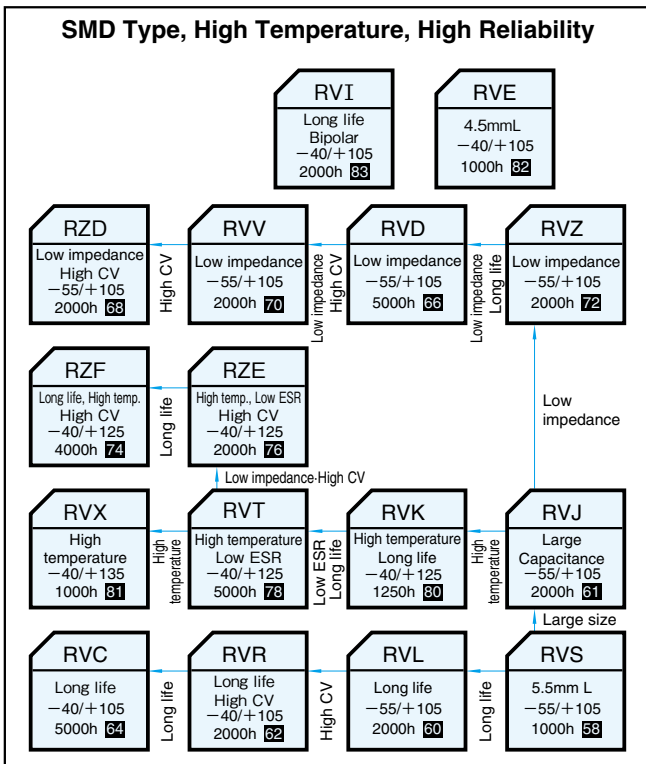 SMD Type, High Temperature, High Reliability
RVI
Long life
Bipolar
−40/+105
2000h 83
RVE
4.5mmL
−40/+105
1000h 82
RZD
Low impedance
High CV
−55/+105
2000h 68
High CV
RVV
Low impedance
−55/+105
2000h 70
Low impedance
High CV
RVD
Low impedance
−55/+105
5000h 66
Low impedance
Long life
RVZ
Low impedance
−55/+105
2000h 72
RZF
Long life, High temp.
High CV
−40/+125
4000h 74
Long life
RZE
High temp., Low ESR
High CV
−40/+125
2000h 76
Low
impedance
Low impedance·High CV
RVX
High
temperature
−40/+135
1000h 81
High
temperature
RVT
High temperature
Low ESR
−40/+125
5000h 78
Low ESR
Long life
RVK
High temperature
Long life
−40/+125
1250h 80
High
temperature
RVJ
Large
Capacitance
−55/+105
2000h 61
Large size
RVC
Long life
−40/+105
5000h 64
Long life
RVR
Long life
High CV
−40/+105
2000h 62
High CV
RVL
Long life
−55/+105
2000h 60
Long life
RVS
5.5mm L
−55/+105
1000h 58